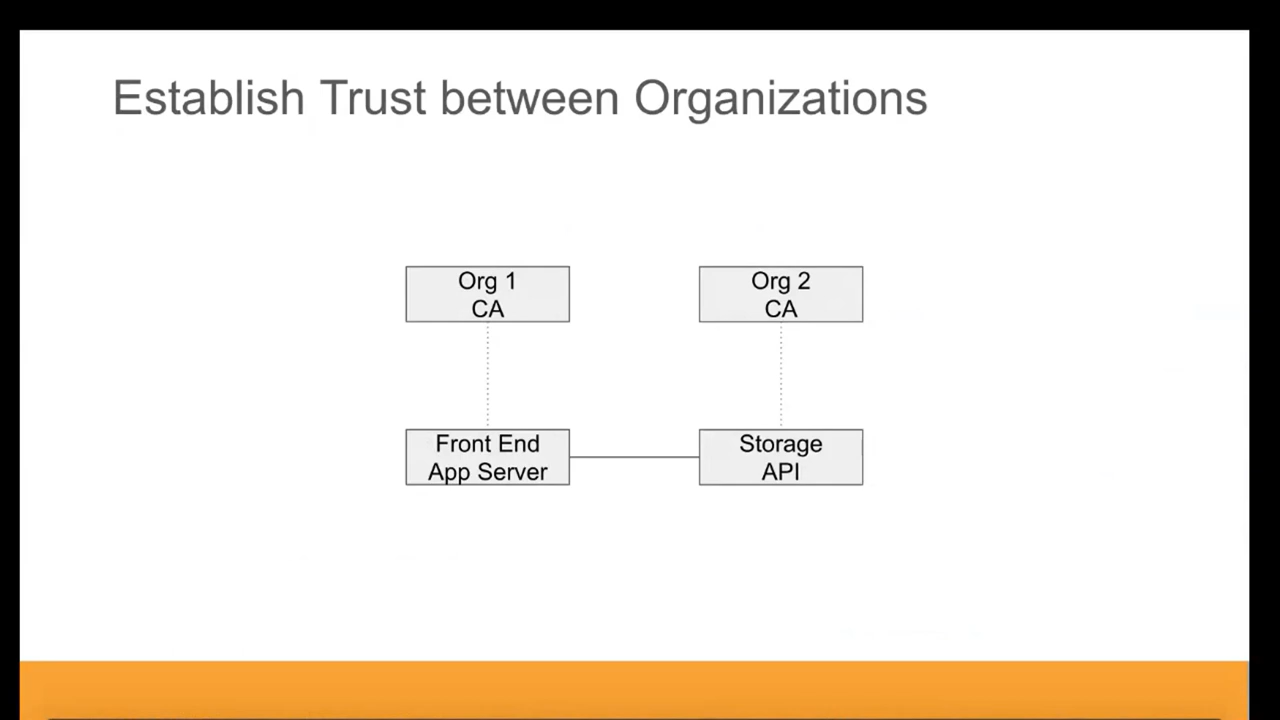 Establish Trust between Organizations
Org 1
CA
Org 2
CA
Front End
App Server
Storage
API